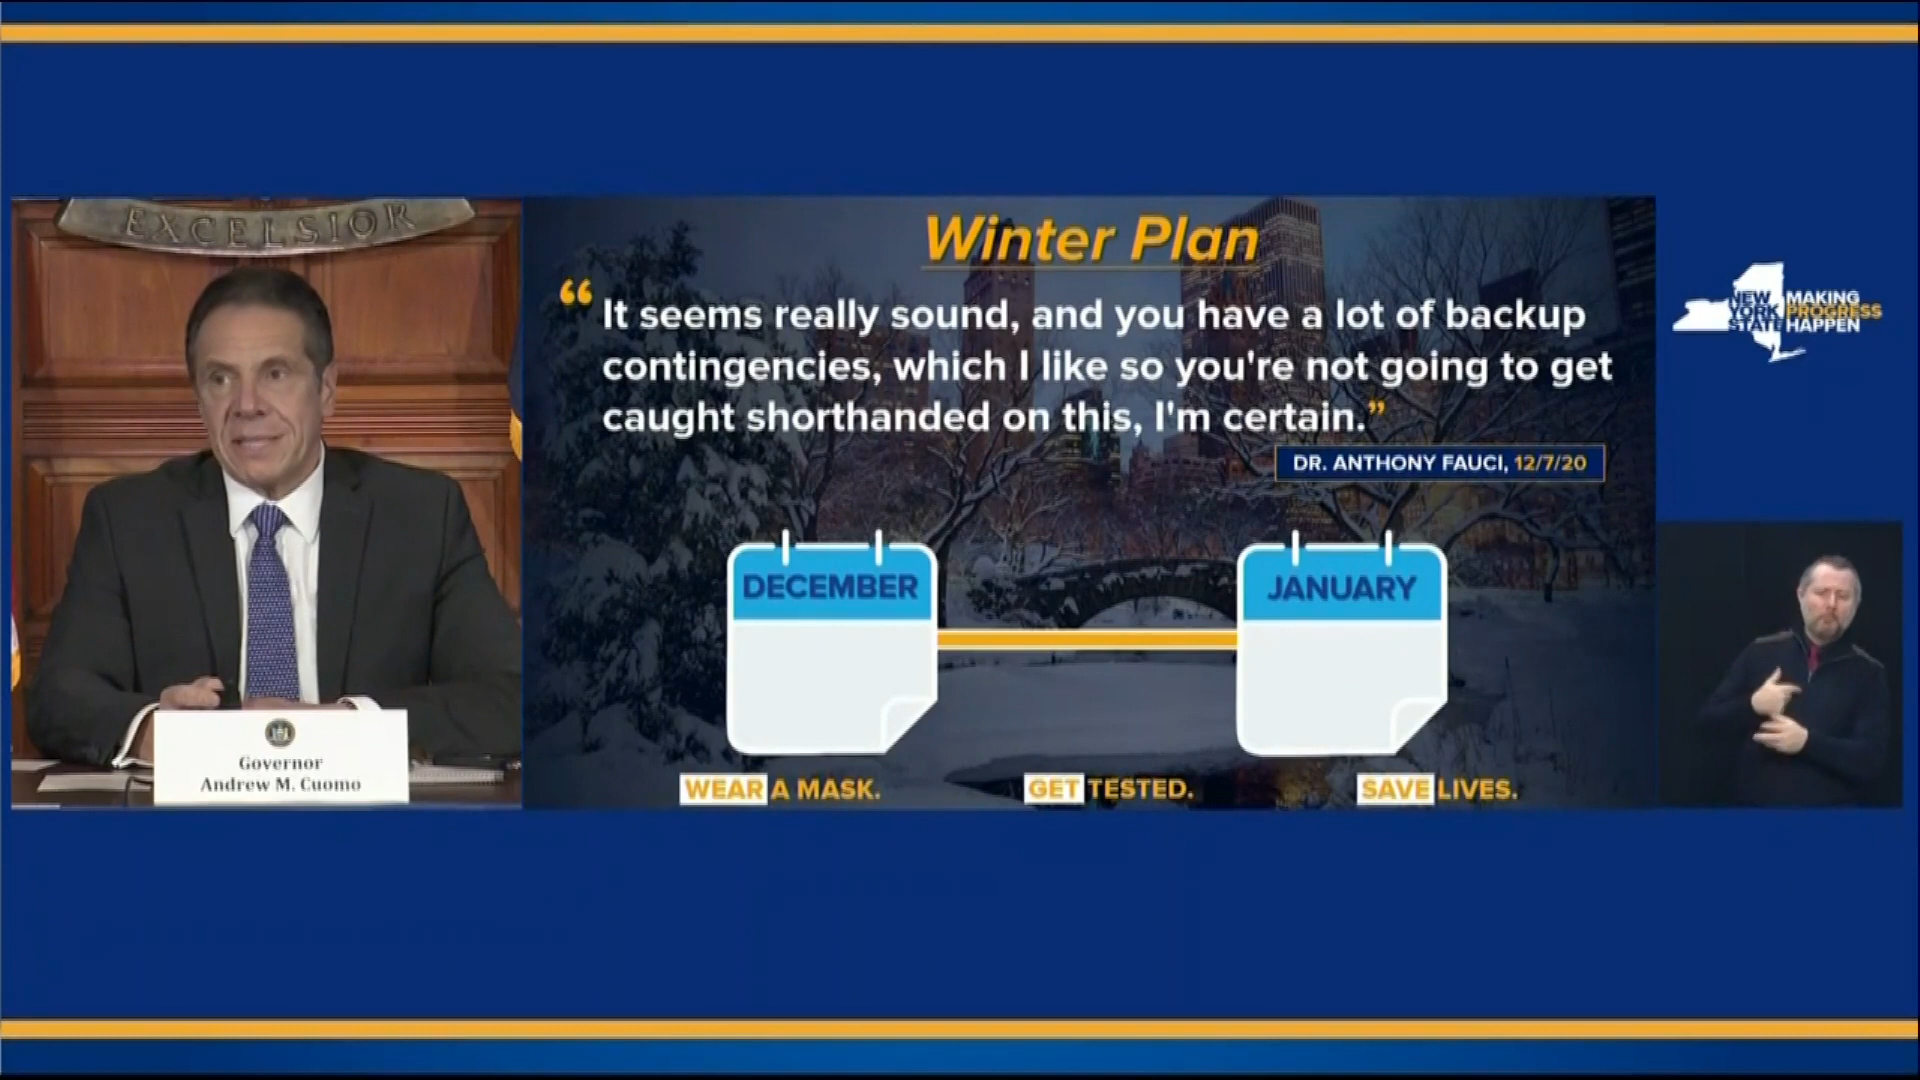 EXCELSIOR
Governor
Andrew M. Cuomo
Winter Plan
“It seems really sound, and you have a lot of backup
contingencies, which I like so you're not going to get
caught shorthanded on this, I'm certain.”
DR. ANTHONY FAUCI, 12/7/20
DECEMBER
JANUARY
WEAR A MASK.
GET TESTED.
SAVE LIVES.
NEW
YORK
STATE
MAKING
PROGRESS
HAPPEN